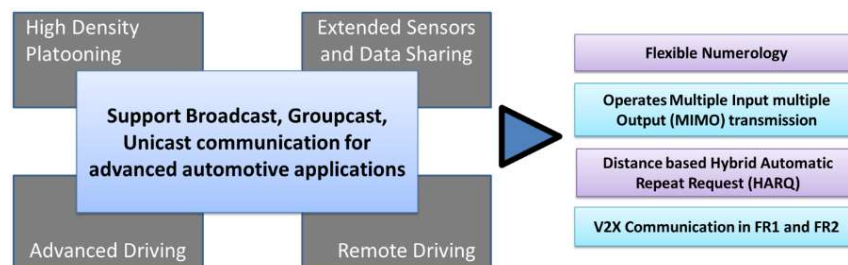 High Density
Platooning
Extended Sensors
and Data Sharing
Support Broadcast, Groupcast,
Unicast communication for
advanced automotive applications
Advanced Driving
Remote Driving
Flexible Numerology
Operates Multiple Input multiple
Output (MIMO) transmission
Distance based Hybrid Automatic
Repeat Request (HARQ)
V2X Communication in FR1 and FR2